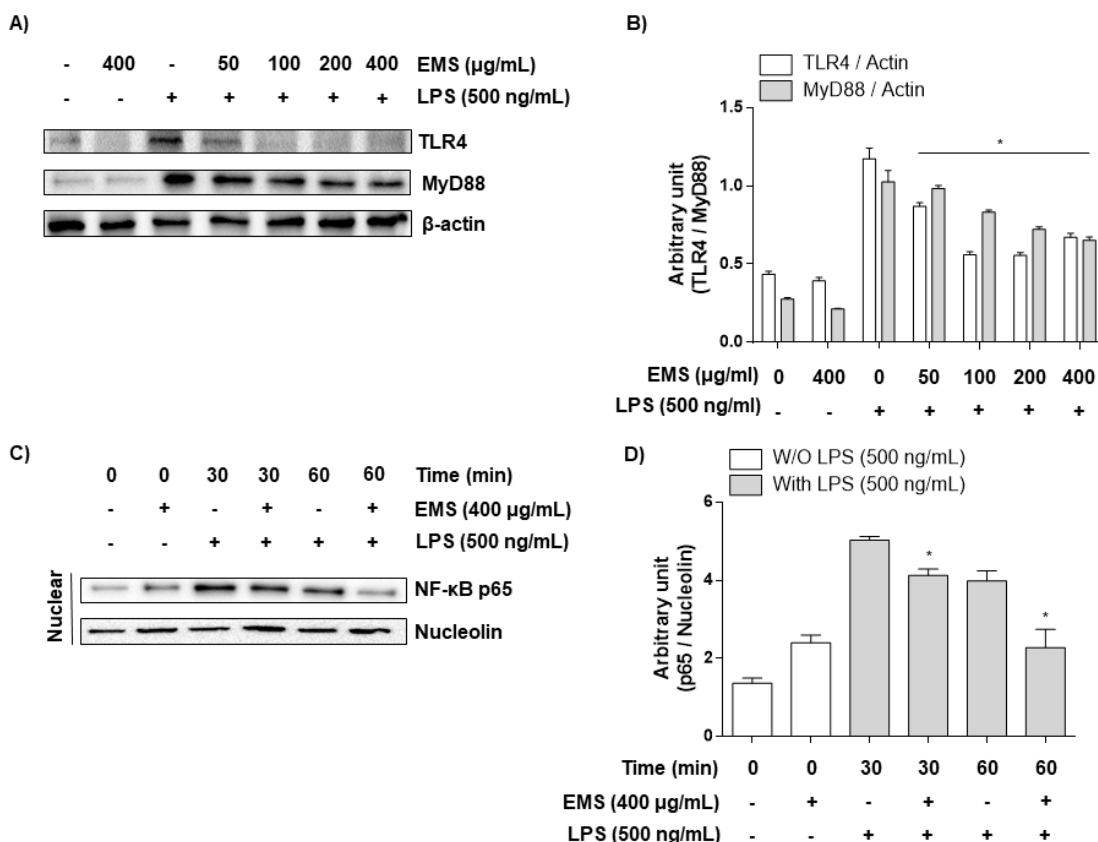 A)
- 400 - 50 100 200 400 EMS (µg/mL)
- - + + + + + LPS (500 ng/mL)
TLR4
MyD88
β-actin
B)
TLR4 / Actin
MyD88 / Actin
Arbitrary unit
(TLR4 / MyD88)
1.5
1.0
0.5
0.0
*
EMS (µg/ml) 0 400 0 50 100 200 400
LPS (500 ng/ml) - - + + + + +
C)
0 0 30 30 60 60 Time (min)
- + - + - + EMS (400 µg/mL)
- - + + + + LPS (500 ng/mL)
Nuclear
NF-κB p65
Nucleolin
D)
W/O LPS (500 ng/mL)
With LPS (500 ng/mL)
Arbitrary unit
(p65 / Nucleolin)
6
4
2
0
*
*
Time (min) 0 0 30 30 60 60
EMS (400 µg/mL) - + - + - +
LPS (500 ng/mL) - - + + + +